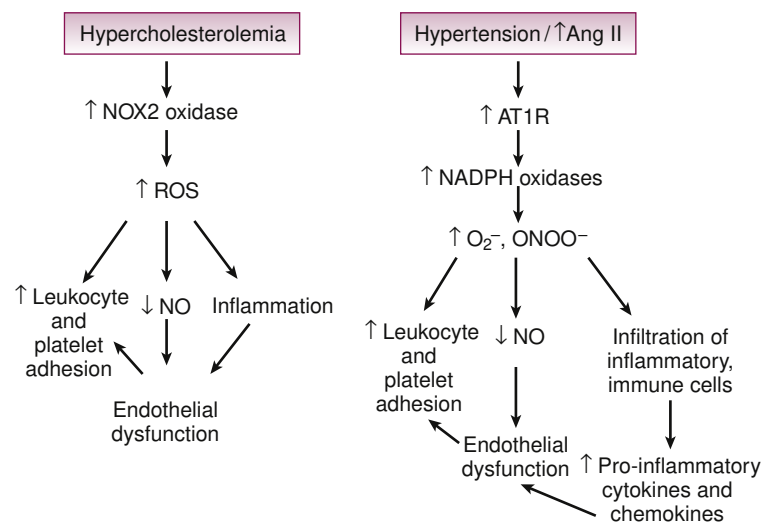 Hypercholesterolemia
↑ NOX2 oxidase
↑ ROS
↑ Leukocyte
and
platelet
adhesion
↓ NO
Inflammation
Endothelial
dysfunction
Hypertension / ↑Ang II
↑ AT1R
↑ NADPH oxidases
↑ O₂⁻, ONOO⁻
↑ Leukocyte
and
platelet
adhesion
↓ NO
Infiltration of
inflammatory,
immune cells
Endothelial
dysfunction
↑ Pro-inflammatory
cytokines and
chemokines